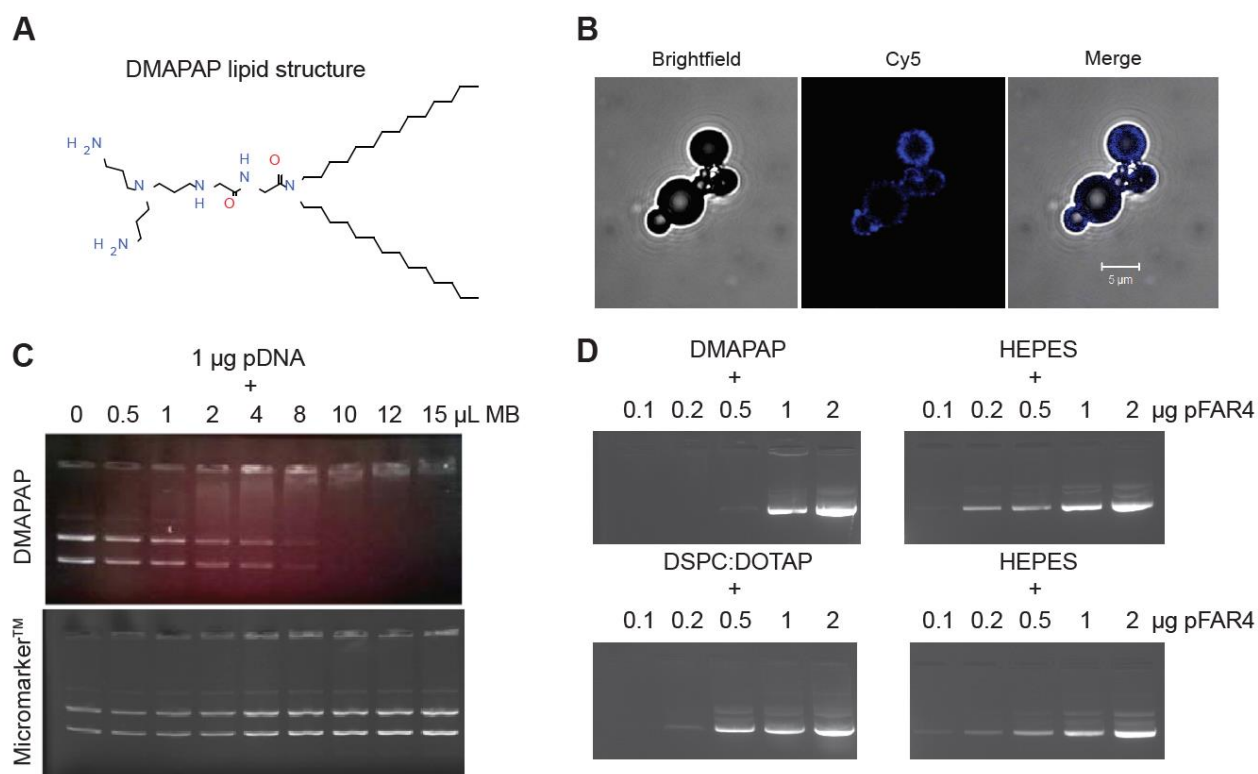 A
DMAPAP lipid structure
H
2N
N
N
H
O
H
N
O
N
H
2N
B
Brightfield Cy5 Merge
5 µm
C
1 µg pDNA
+
0 0.5 1 2 4 8 10 12 15 µL MB
DMAPAP
Micromarker™
D
DMAPAP HEPES
+ +
0.1 0.2 0.5 1 2 0.1 0.2 0.5 1 2 µg pFAR4
DSPC:DOTAP HEPES
+ +
0.1 0.2 0.5 1 2 0.1 0.2 0.5 1 2 µg pFAR4